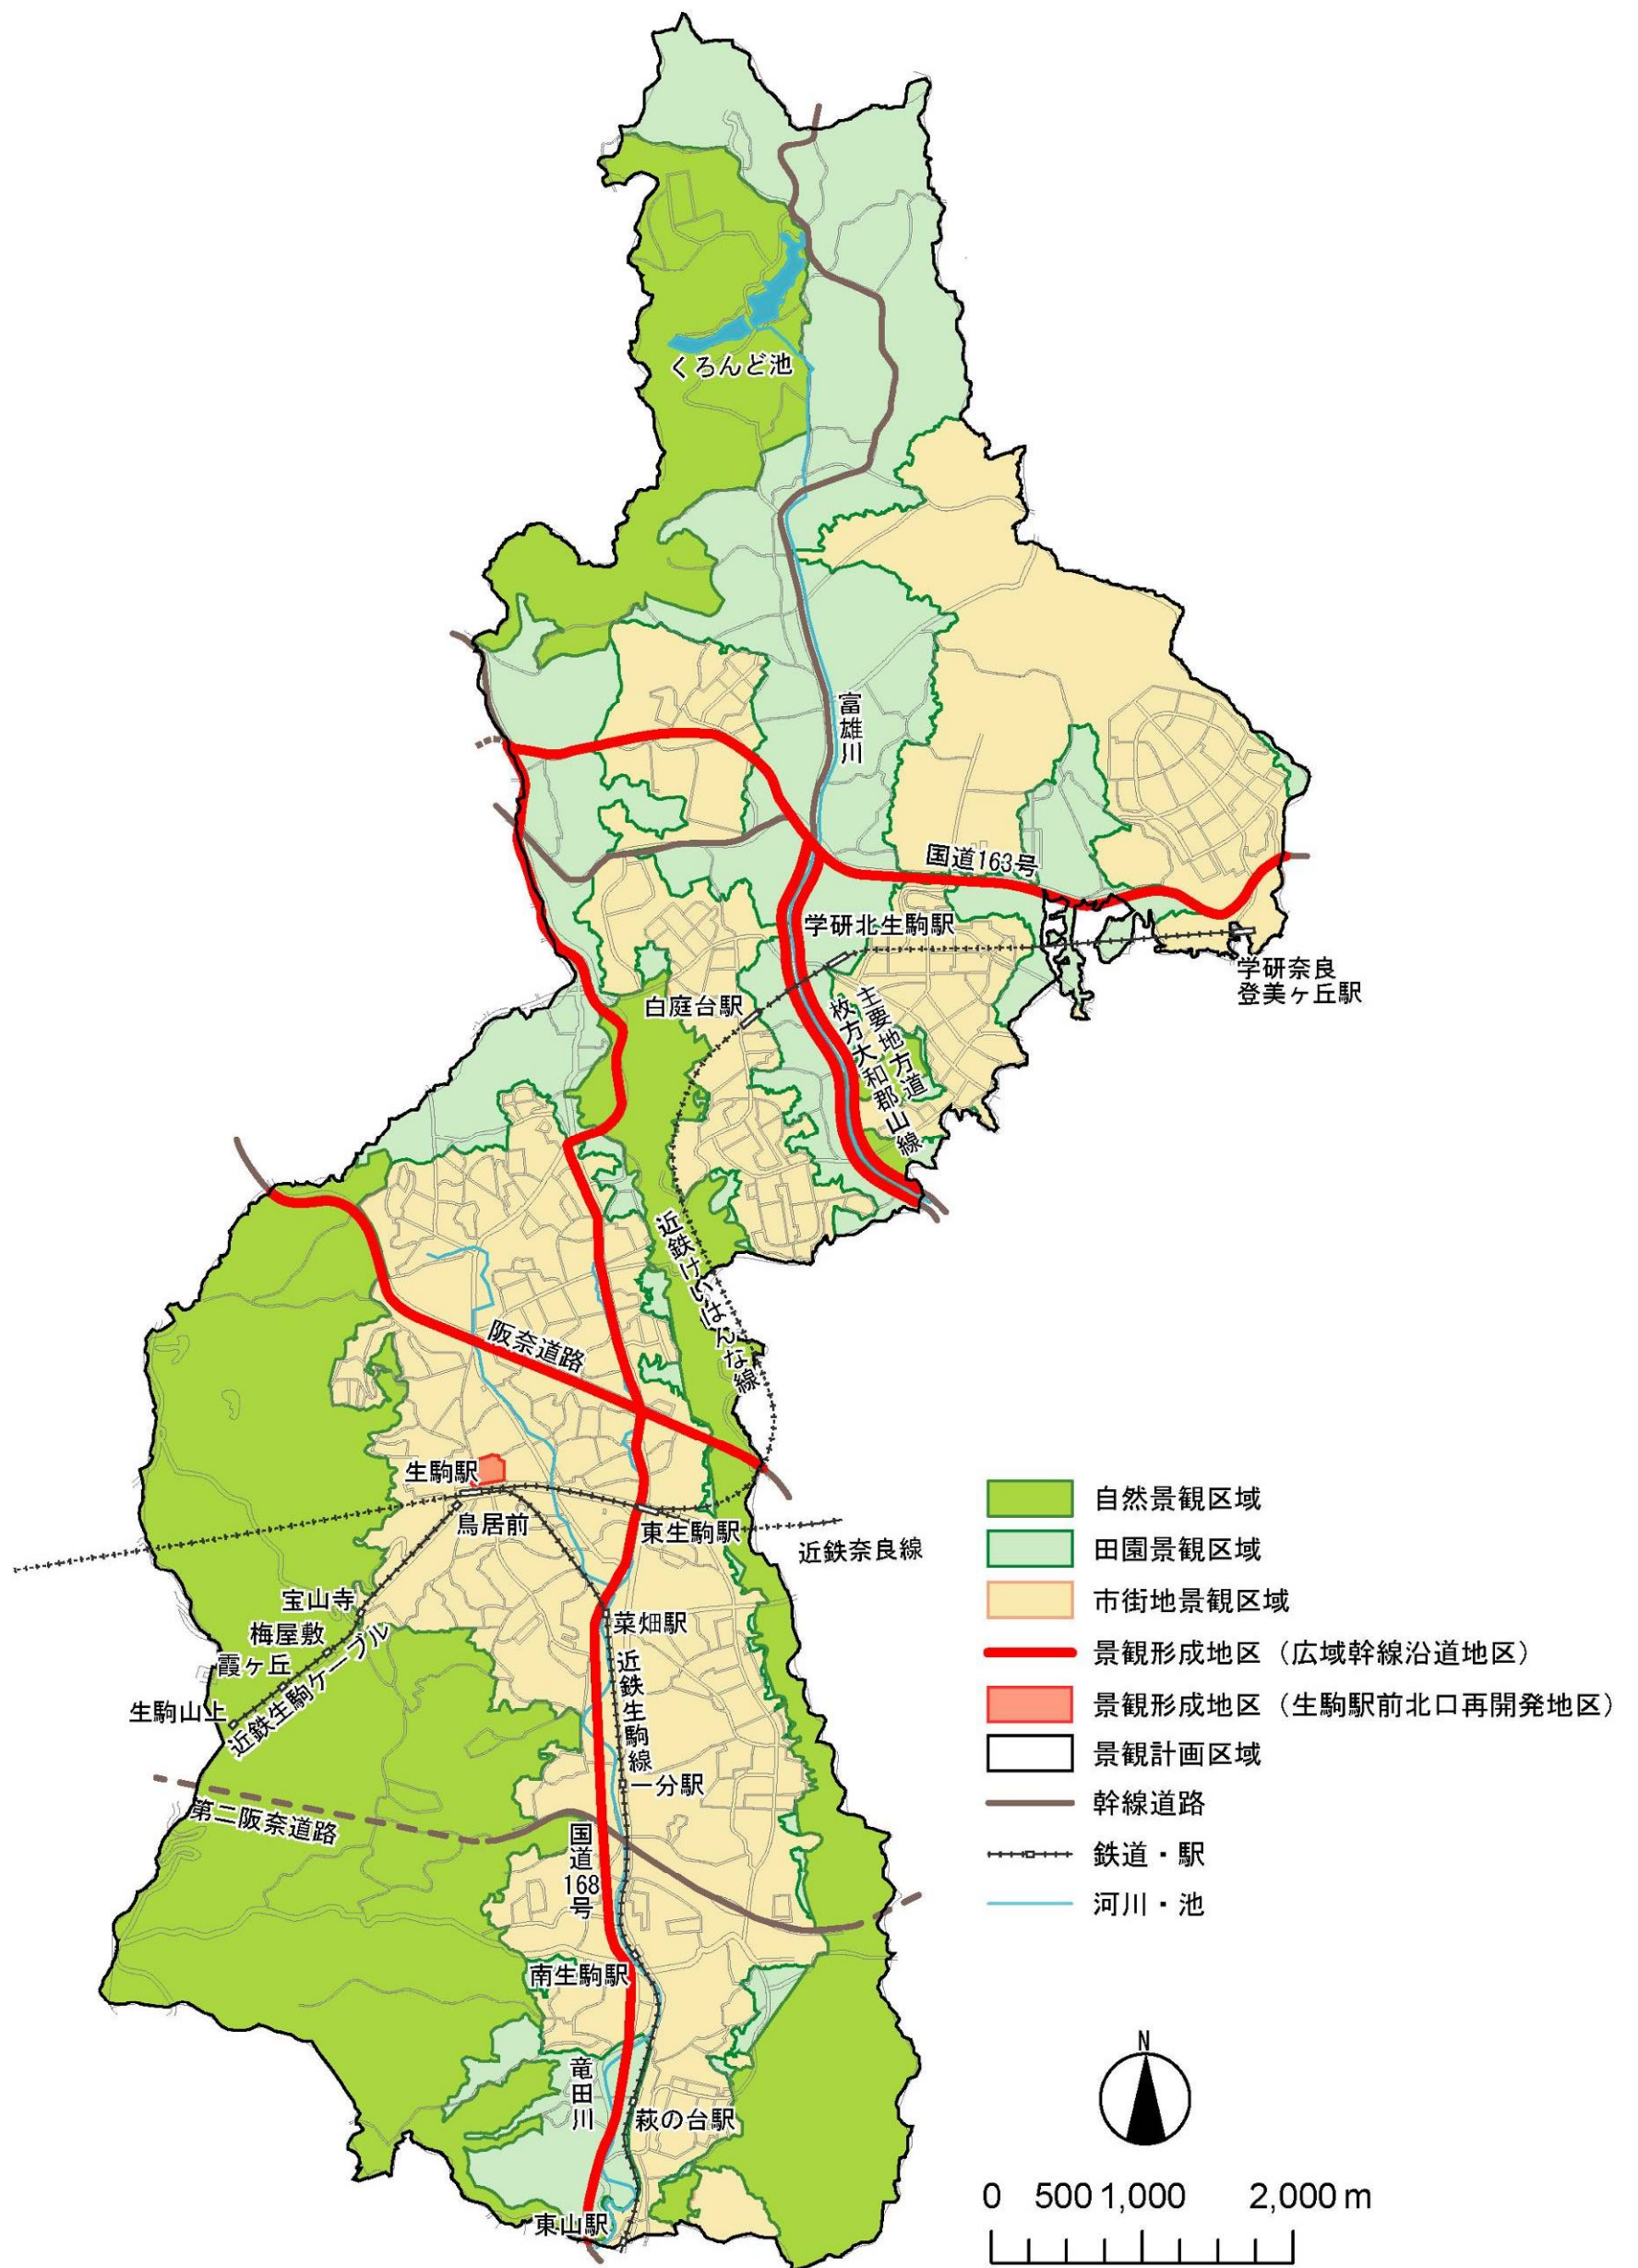 くろんど池
富雄川
国道163号
学研北生駒駅
学研奈良
登美ヶ丘駅
白庭台駅
主要地方道
枚方大和郡山線
近鉄けいはんな線
阪奈道路
生駒駅
鳥居前
東生駒駅
近鉄奈良線
宝山寺
梅屋敷
霞ヶ丘
生駒山上
近鉄生駒ケーブル
菜畑駅
近鉄生駒線
一分駅
第二阪奈道路
国道168号
南生駒駅
竜田川
萩の台駅
東山駅
自然景観区域
田園景観区域
市街地景観区域
景観形成地区（広域幹線沿道地区）
景観形成地区（生駒駅前北口再開発地区）
景観計画区域
幹線道路
鉄道・駅
河川・池
N
0 500 1,000 2,000 m